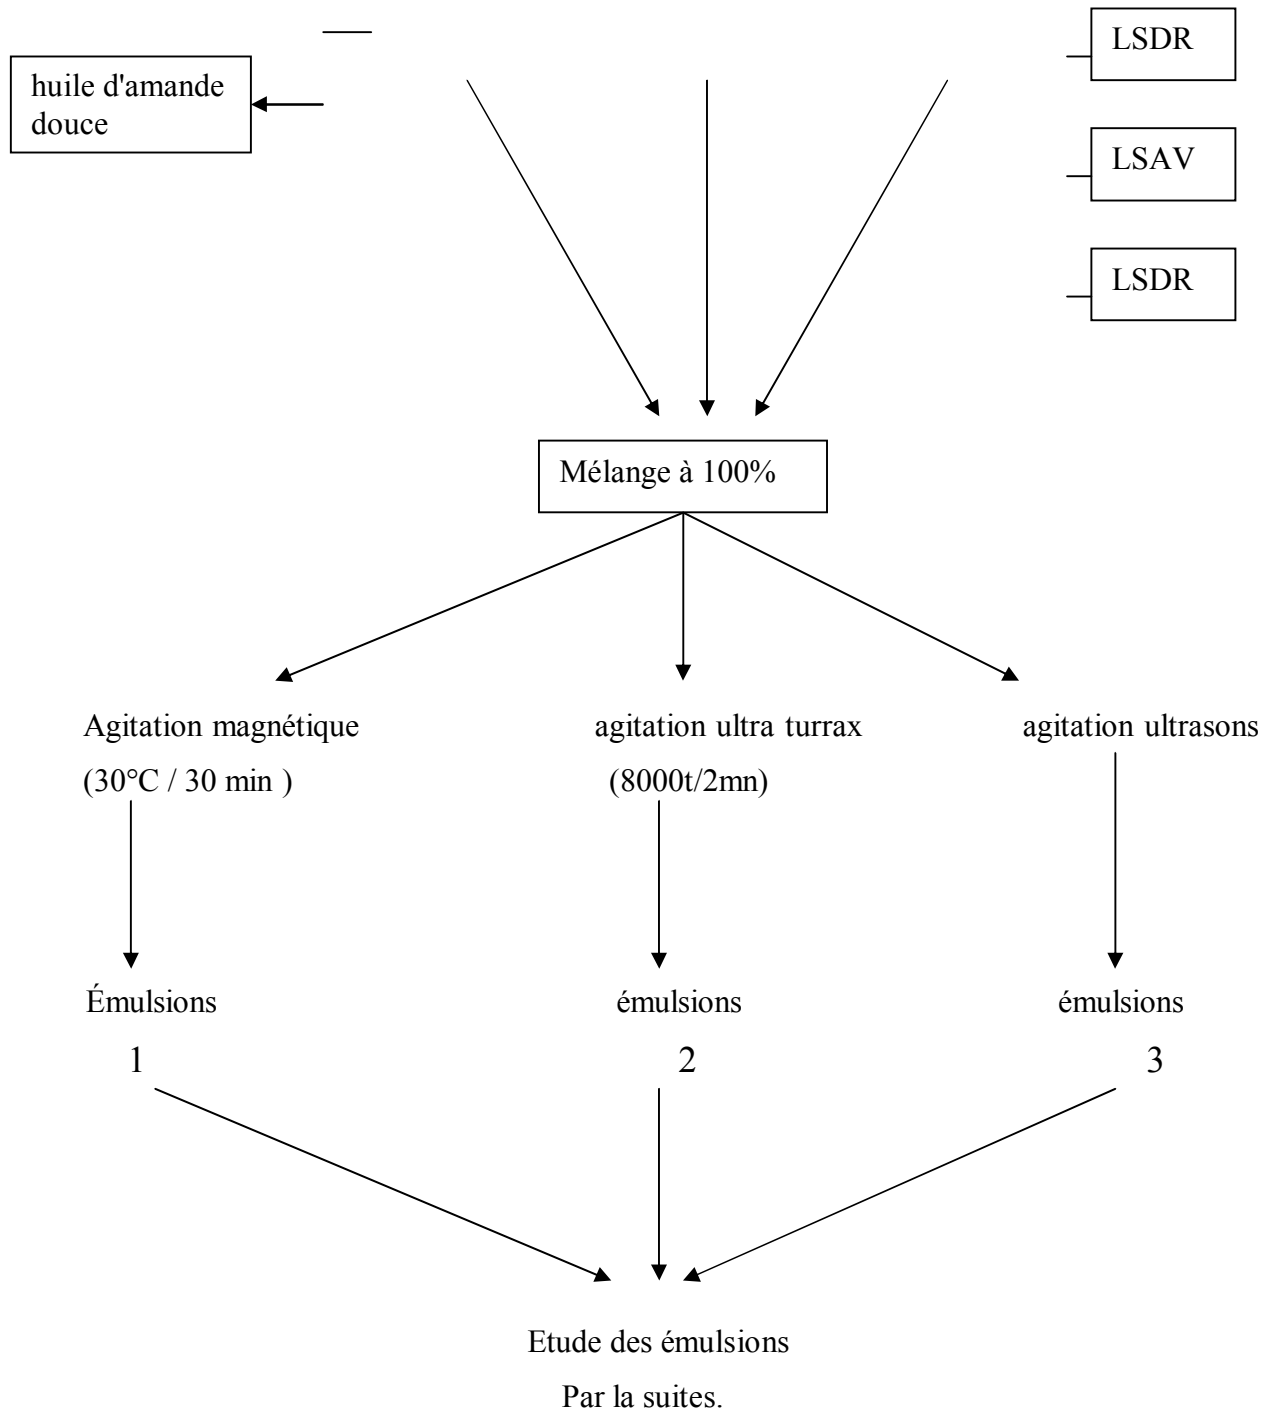 LSDR
huile d'amande
douce
LSAV
LSDR
Mélange à 100%
Agitation magnétique
(30°C / 30 min )
agitation ultra turrax
(8000t/2mn)
agitation ultrasons
Émulsions
1
émulsions
2
émulsions
3
Etude des émulsions
Par la suites.